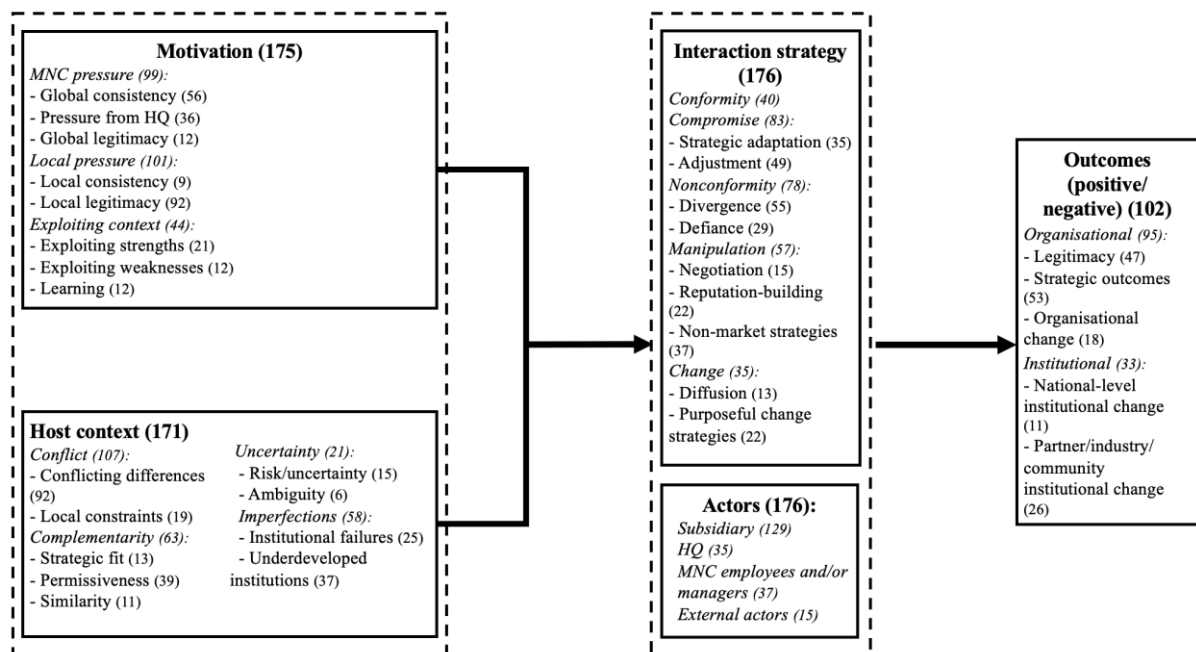 Motivation (175)
MNC pressure (99):
- Global consistency (56)
- Pressure from HQ (36)
- Global legitimacy (12)
Local pressure (101):
- Local consistency (9)
- Local legitimacy (92)
Exploiting context (44):
- Exploiting strengths (21)
- Exploiting weaknesses (12)
- Learning (12)
Host context (171)
Conflict (107):
- Conflicting differences
(92)
- Local constraints (19)
Complementarity (63):
- Strategic fit (13)
- Permissiveness (39)
- Similarity (11)
Uncertainty (21):
- Risk/uncertainty (15)
- Ambiguity (6)
Imperfections (58):
- Institutional failures (25)
- Underdeveloped
institutions (37)
Interaction strategy
(176)
Conformity (40)
Compromise (83):
- Strategic adaptation (35)
- Adjustment (49)
Nonconformity (78):
- Divergence (55)
- Defiance (29)
Manipulation (57):
- Negotiation (15)
- Reputation-building
(22)
- Non-market strategies
(37)
Change (35):
- Diffusion (13)
- Purposeful change
strategies (22)
Actors (176):
Subsidiary (129)
HQ (35)
MNC employees and/or
managers (37)
External actors (15)
Outcomes
(positive/
negative) (102)
Organisational (95):
- Legitimacy (47)
- Strategic outcomes
(53)
- Organisational
change (18)
Institutional (33):
- National-level
institutional change
(11)
- Partner/industry/
community
institutional change
(26)